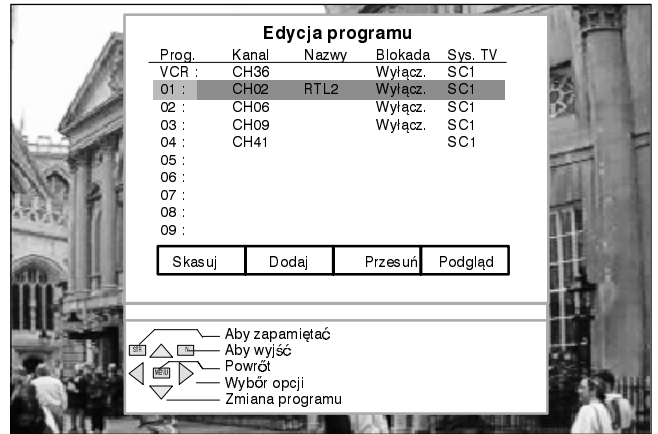 Edycja programu
Prog. Kanal Nazwy Blokada Sys. TV
VCR : CH36 Wyłącz. SC1
01 : CH02 RTL2 Wyłącz. SC1
02 : CH06 Wyłącz. SC1
03 : CH09 Wyłącz. SC1
04 : CH41 SC1
05 :
06 :
07 :
08 :
09 :
Skasuj Dodaj Przesuń Podgląd
Aby zapamiętać
STR N
Aby wyjść
MENU
Powrót
Wybór opcji
Zmiana programu